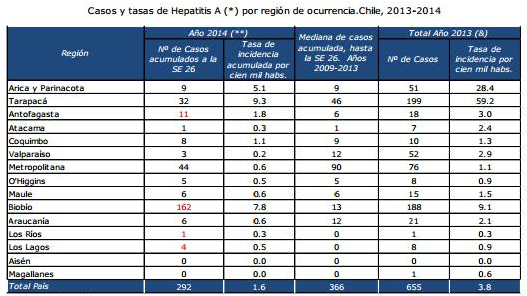 Casos y tasas de Hepatitis A (*) por región de ocurrencia.Chile, 2013-2014
Región Año 2014 (**) Mediana de casos acumulada, hasta la SE 26. Años 2009-2013 Total Año 2013 (&)
Nº de Casos acumulados a la SE 26 Tasa de incidencia acumulada por cien mil habs. Nº de Casos Tasa de incidencia por cien mil habs.
Arica y Parinacota 9 5.1 9 51 28.4
Tarapacá 32 9.3 46 199 59.2
Antofagasta 11 1.8 6 18 3.0
Atacama 1 0.3 1 7 2.4
Coquimbo 8 1.1 9 10 1.3
Valparaíso 3 0.2 12 52 2.9
Metropolitana 44 0.6 90 76 1.1
O'Higgins 5 0.5 5 8 0.9
Maule 6 0.6 6 15 1.5
Biobío 162 7.8 13 188 9.1
Araucanía 6 0.6 12 21 2.1
Los Ríos 1 0.3 0 1 0.3
Los Lagos 4 0.5 0 8 0.9
Aisén 0 0.0 0 0 0.0
Magallanes 0 0.0 0 1 0.6
Total País 292 1.6 366 655 3.8